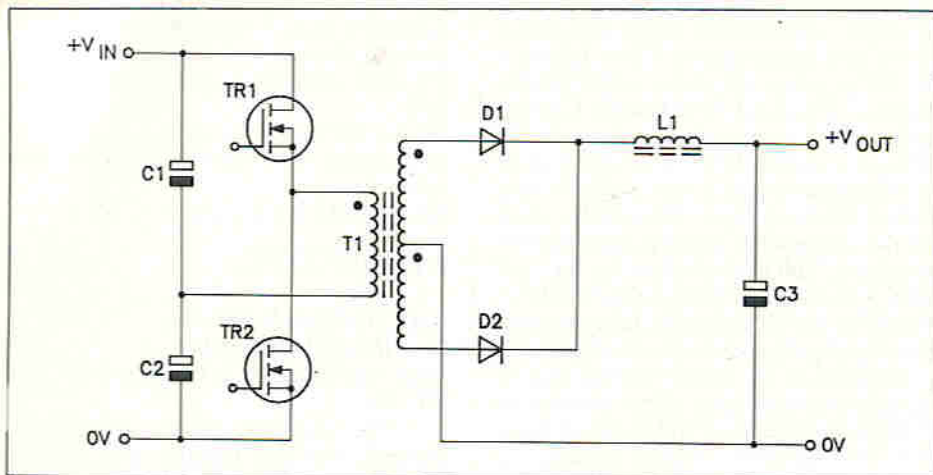 +V IN
TR1
D1
L1
+V OUT
C1
T1
C3
D2
TR2
C2
0V
0V